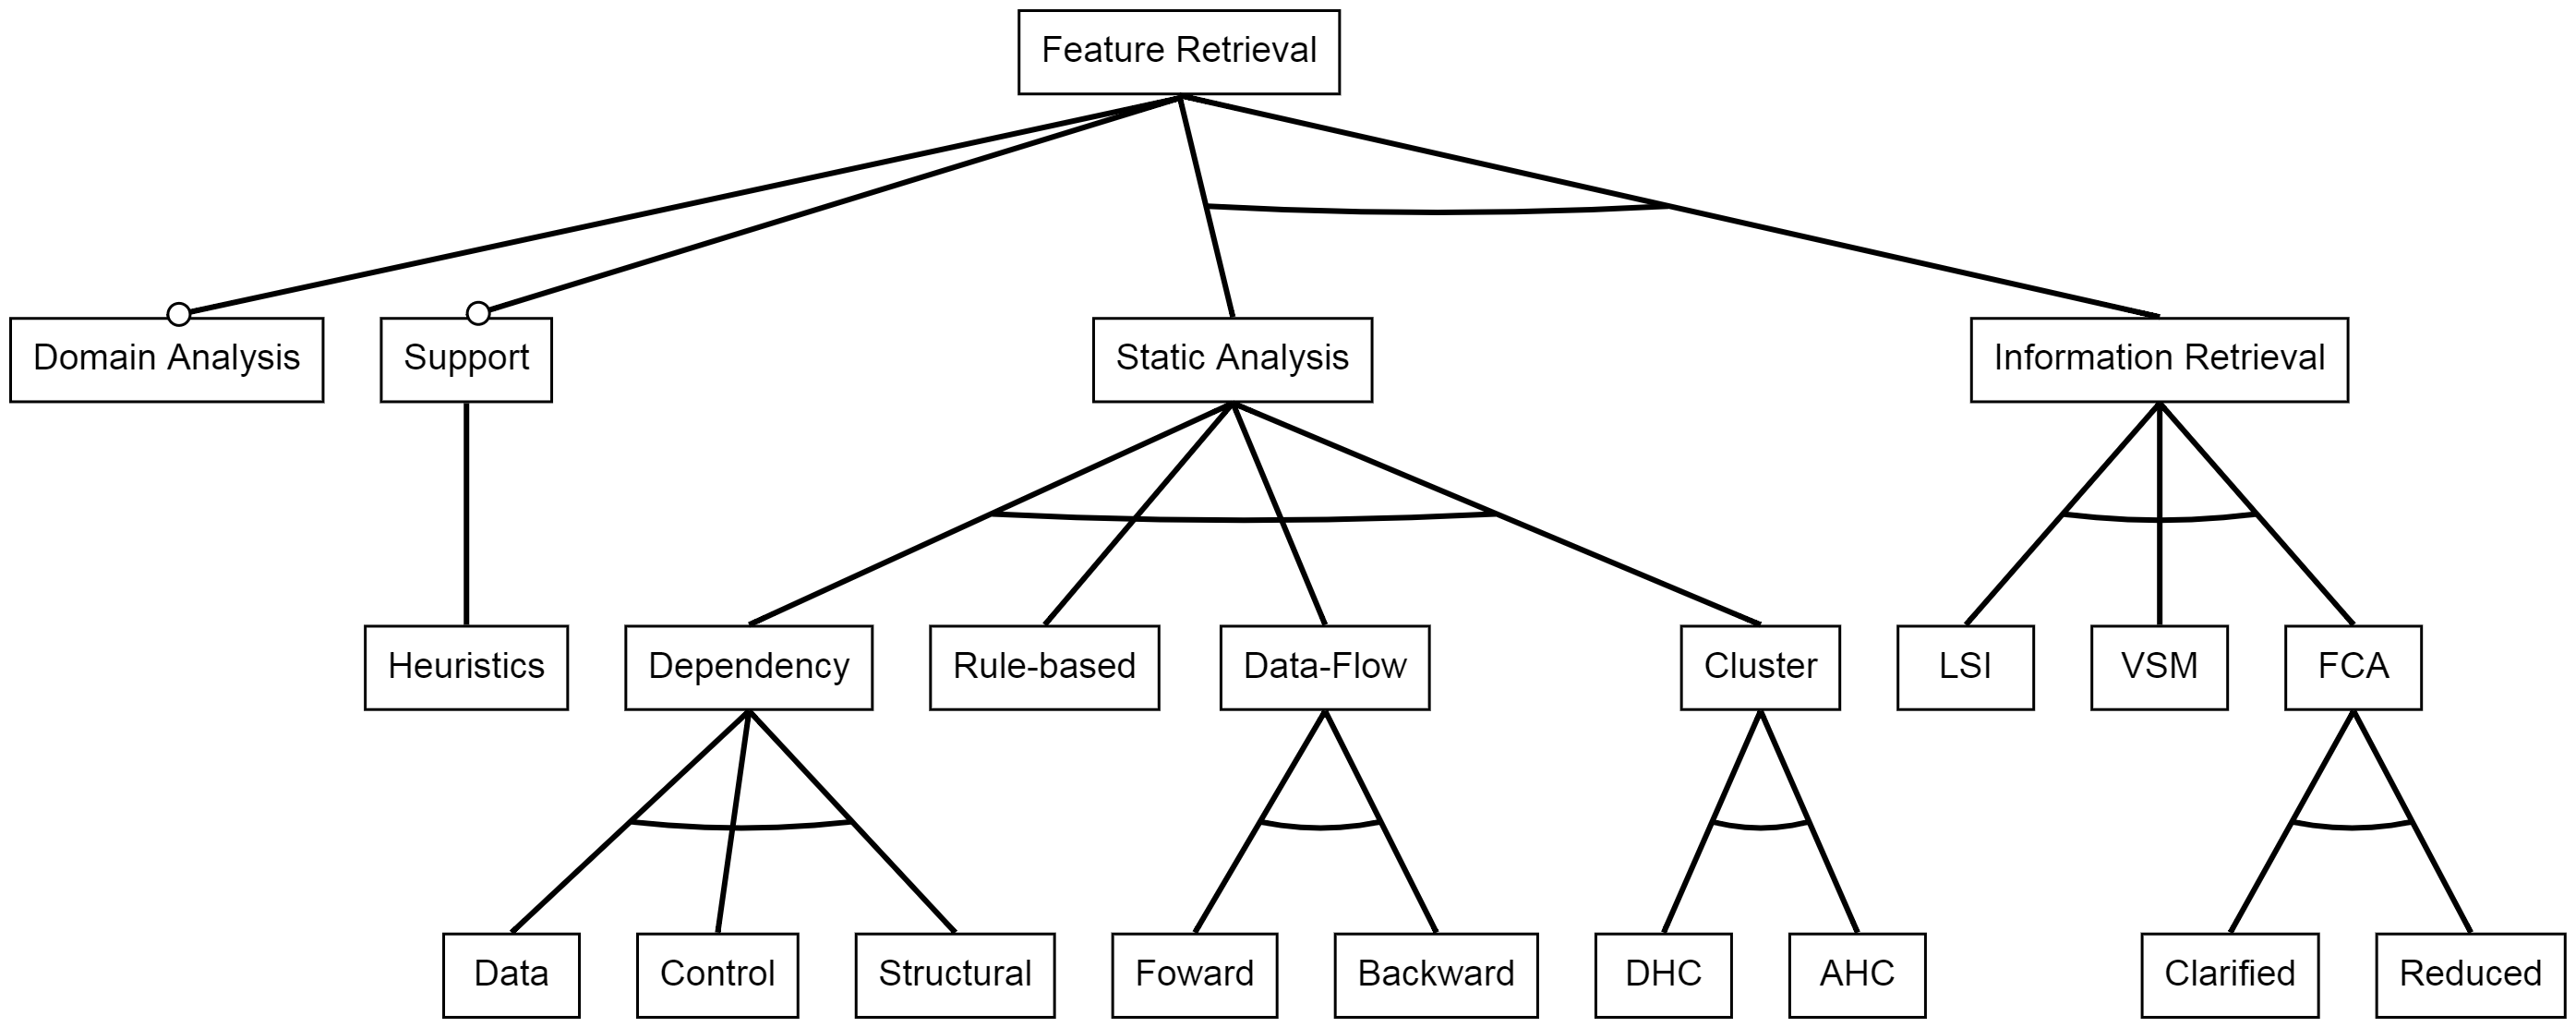 Feature Retrieval
Domain Analysis
Support
Static Analysis
Information Retrieval
Heuristics
Dependency
Rule-based
Data-Flow
Cluster
LSI
VSM
FCA
Data
Control
Structural
Foward
Backward
DHC
AHC
Clarified
Reduced